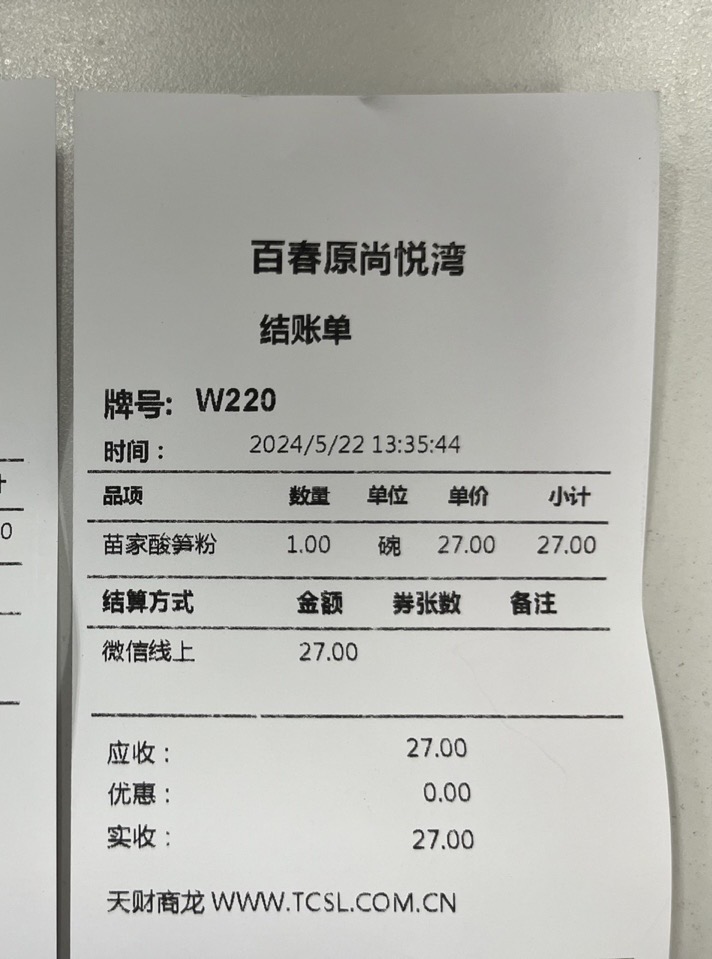 百春原尚悦湾
结账单
牌号: W220
时间： 2024/5/22 13:35:44
品项 数量 单位 单价 小计
苗家酸笋粉 1.00 碗 27.00 27.00
结算方式 金额 券张数 备注
微信线上 27.00
应收： 27.00
优惠： 0.00
实收： 27.00
天财商龙 WWW.TCSL.COM.CN